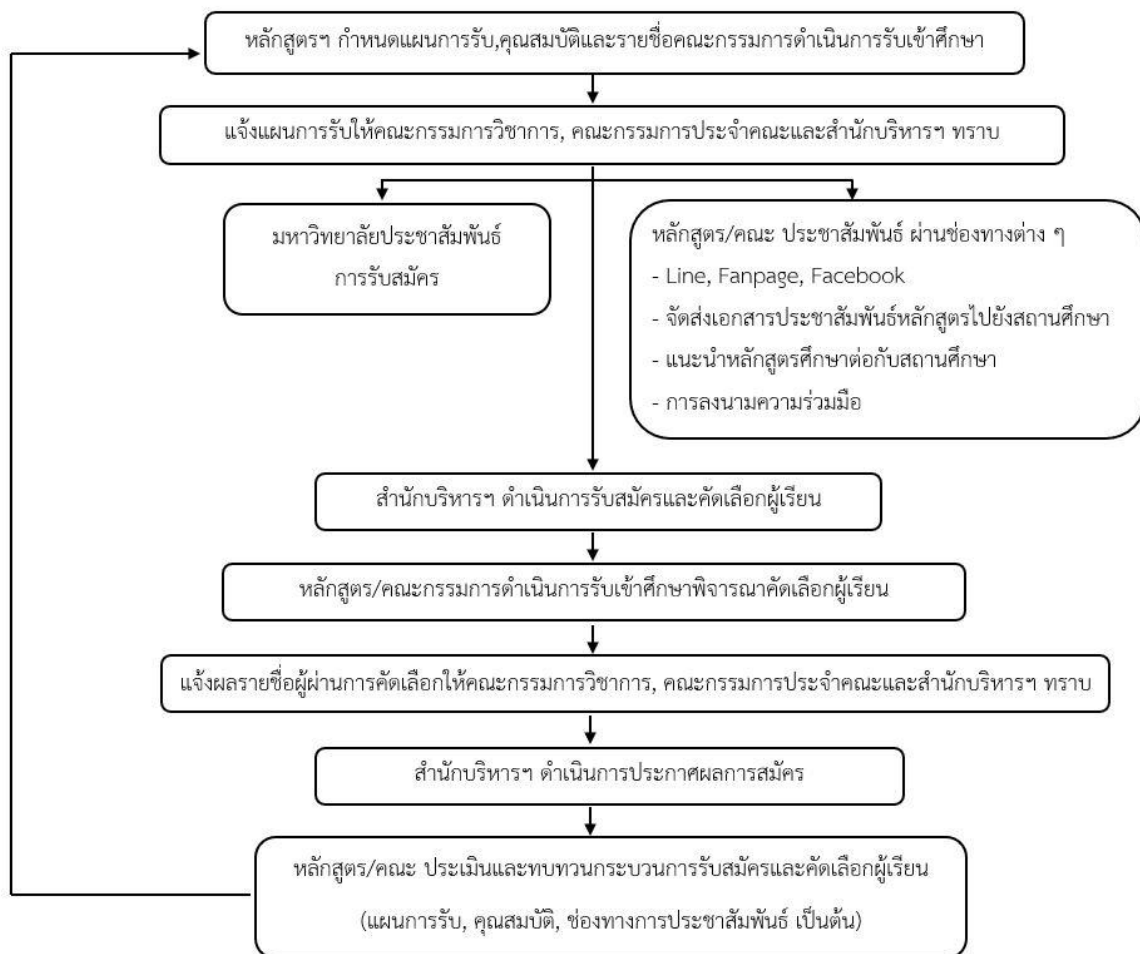 หลักสูตรฯ กำหนดแผนการรับ,คุณสมบัติและรายชื่อคณะกรรมการดำเนินการรับเข้าศึกษา
แจ้งแผนการรับให้คณะกรรมการวิชาการ, คณะกรรมการประจำคณะและสำนักบริหารฯ ทราบ
มหาวิทยาลัยประชาสัมพันธ์
การรับสมัคร
หลักสูตร/คณะ ประชาสัมพันธ์ ผ่านช่องทางต่าง ๆ
- Line, Fanpage, Facebook
- จัดส่งเอกสารประชาสัมพันธ์หลักสูตรไปยังสถานศึกษา
- แนะนำหลักสูตรศึกษาต่อกับสถานศึกษา
- การลงนามความร่วมมือ
สำนักบริหารฯ ดำเนินการรับสมัครและคัดเลือกผู้เรียน
หลักสูตร/คณะกรรมการดำเนินการรับเข้าศึกษาพิจารณาคัดเลือกผู้เรียน
แจ้งผลรายชื่อผู้ผ่านการคัดเลือกให้คณะกรรมการวิชาการ, คณะกรรมการประจำคณะและสำนักบริหารฯ ทราบ
สำนักบริหารฯ ดำเนินการประกาศผลการสมัคร
หลักสูตร/คณะ ประเมินและทบทวนกระบวนการรับสมัครและคัดเลือกผู้เรียน
(แผนการรับ, คุณสมบัติ, ช่องทางการประชาสัมพันธ์ เป็นต้น)